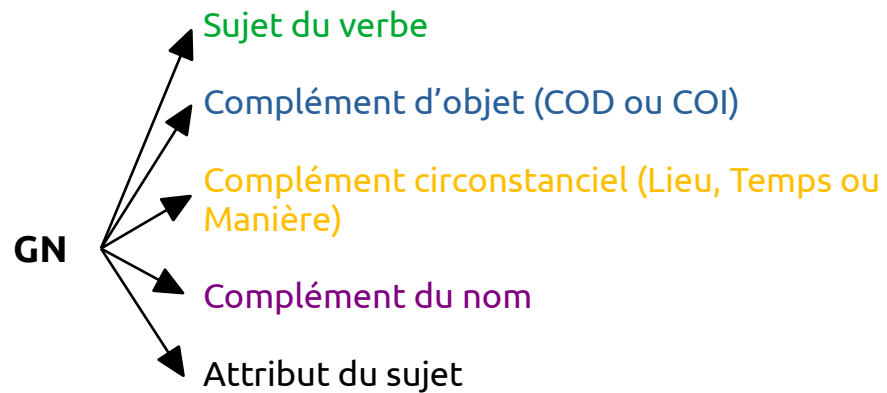 Sujet du verbe
Complément d’objet (COD ou COI)
Complément circonstanciel (Lieu, Temps ou
Manière)
GN
Complément du nom
Attribut du sujet